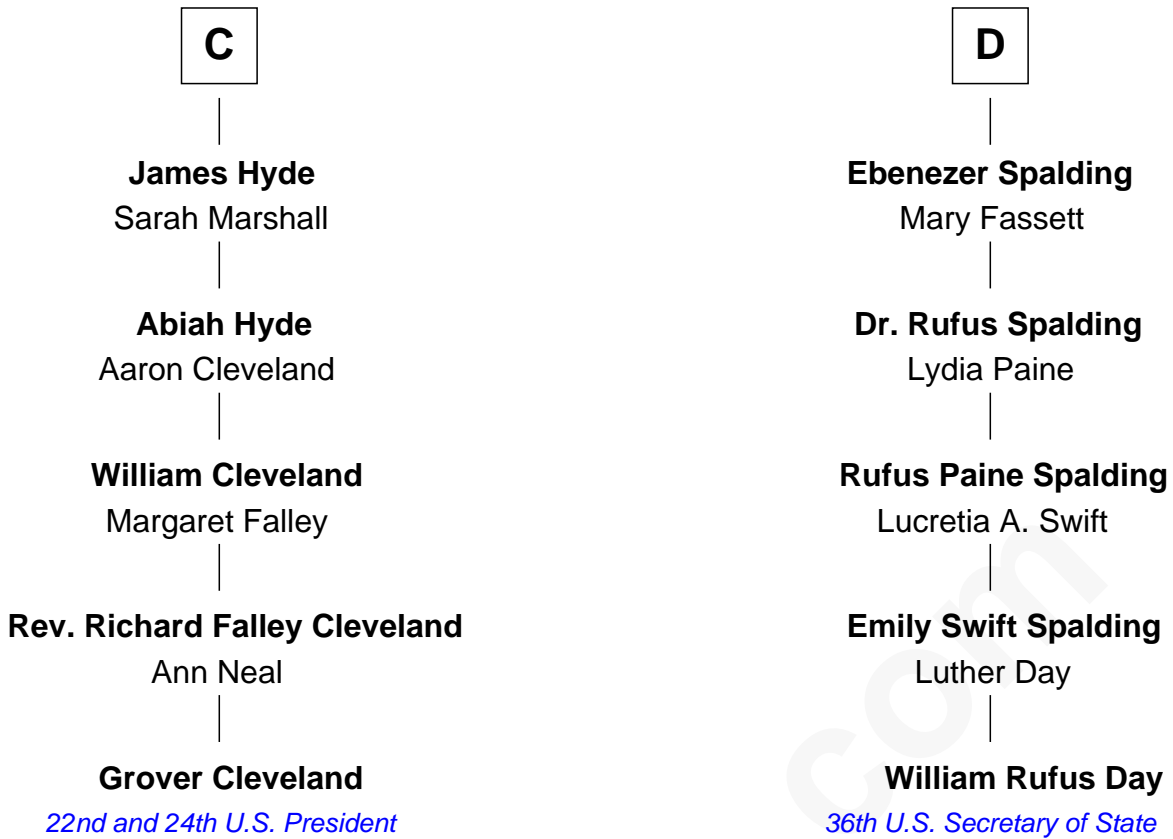 C
James Hyde
Sarah Marshall
Abiah Hyde
Aaron Cleveland
William Cleveland
Margaret Falley
Rev. Richard Falley Cleveland
Ann Neal
Grover Cleveland
22nd and 24th U.S. President
D
Ebenezer Spalding
Mary Fassett
Dr. Rufus Spalding
Lydia Paine
Rufus Paine Spalding
Lucretia A. Swift
Emily Swift Spalding
Luther Day
William Rufus Day
36th U.S. Secretary of State
com